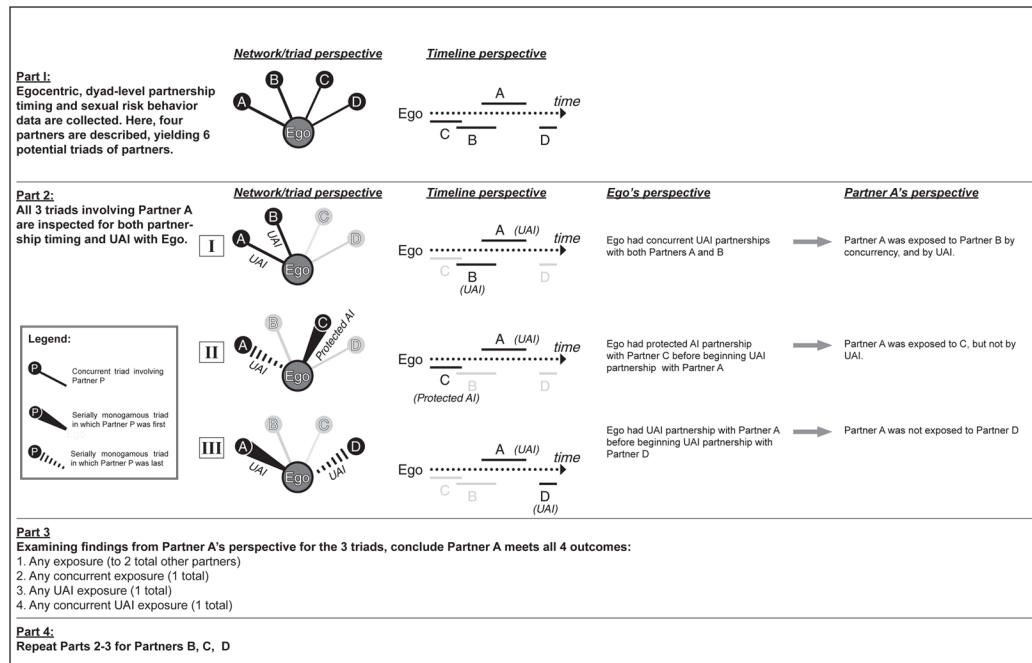 Network/triad perspective
Timeline perspective
Part I:
Egocentric, dyad-level partnership
timing and sexual risk behavior
data are collected. Here, four
partners are described, yielding 6
potential triads of partners.
A
B
C
D
Ego
Ego
A
time
C
B
D
Part 2:
All 3 triads involving Partner A
are inspected for both partner-
ship timing and UAI with Ego.
Network/triad perspective
Timeline perspective
Ego's perspective
Partner A's perspective
I
A
B
C
D
UAI
UAI
Ego
Ego
A (UAI)
time
C
B
D
(UAI)
Ego had concurrent UAI partnerships
with both Partners A and B
Partner A was exposed to Partner B by
concurrency, and by UAI.
II
A
B
C
D
UAI
Protected AI
Ego
Ego
A (UAI)
time
C
B
D
(Protected AI)
Ego had protected AI partnership
with Partner C before beginning UAI
partnership with Partner A
Partner A was exposed to C, but not by
UAI.
III
A
B
C
D
UAI
UAI
Ego
Ego
A (UAI)
time
C
B
D
(UAI)
Ego had UAI partnership with Partner A
before beginning UAI partnership with
Partner D
Partner A was not exposed to Partner D
Legend:
P
Concurrent triad involving
Partner P
P
Serially monogamous triad
in which Partner P was first
P
Serially monogamous triad
in which Partner P was last
Part 3
Examining findings from Partner A's perspective for the 3 triads, conclude Partner A meets all 4 outcomes:
1. Any exposure (to 2 total other partners)
2. Any concurrent exposure (1 total)
3. Any UAI exposure (1 total)
4. Any concurrent UAI exposure (1 total)
Part 4:
Repeat Parts 2-3 for Partners B, C, D